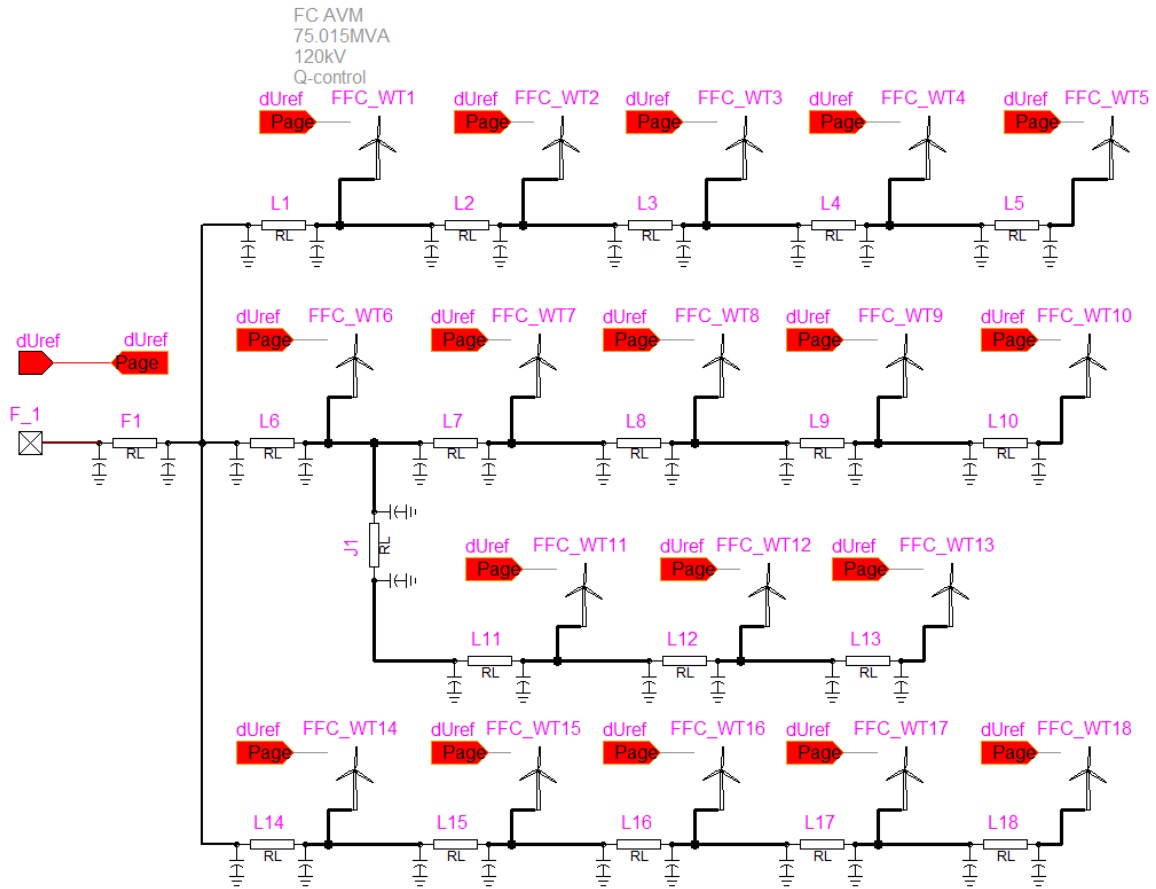 FC AVM
75.015MVA
120kV
Q-control
dUref FFC_WT1 dUref FFC_WT2 dUref FFC_WT3 dUref FFC_WT4 dUref FFC_WT5
Page Page Page Page Page
L1 L2 L3 L4 L5
RL RL RL RL RL
dUref FFC_WT6 dUref FFC_WT7 dUref FFC_WT8 dUref FFC_WT9 dUref FFC_WT10
Page Page Page Page Page
dUref dUref
Page
F_1 F1 L6 L7 L8 L9 L10
RL RL RL RL RL RL
J1 RL
dUref FFC_WT11 dUref FFC_WT12 dUref FFC_WT13
Page Page Page
L11 L12 L13
RL RL RL
dUref FFC_WT14 dUref FFC_WT15 dUref FFC_WT16 dUref FFC_WT17 dUref FFC_WT18
Page Page Page Page Page
L14 L15 L16 L17 L18
RL RL RL RL RL